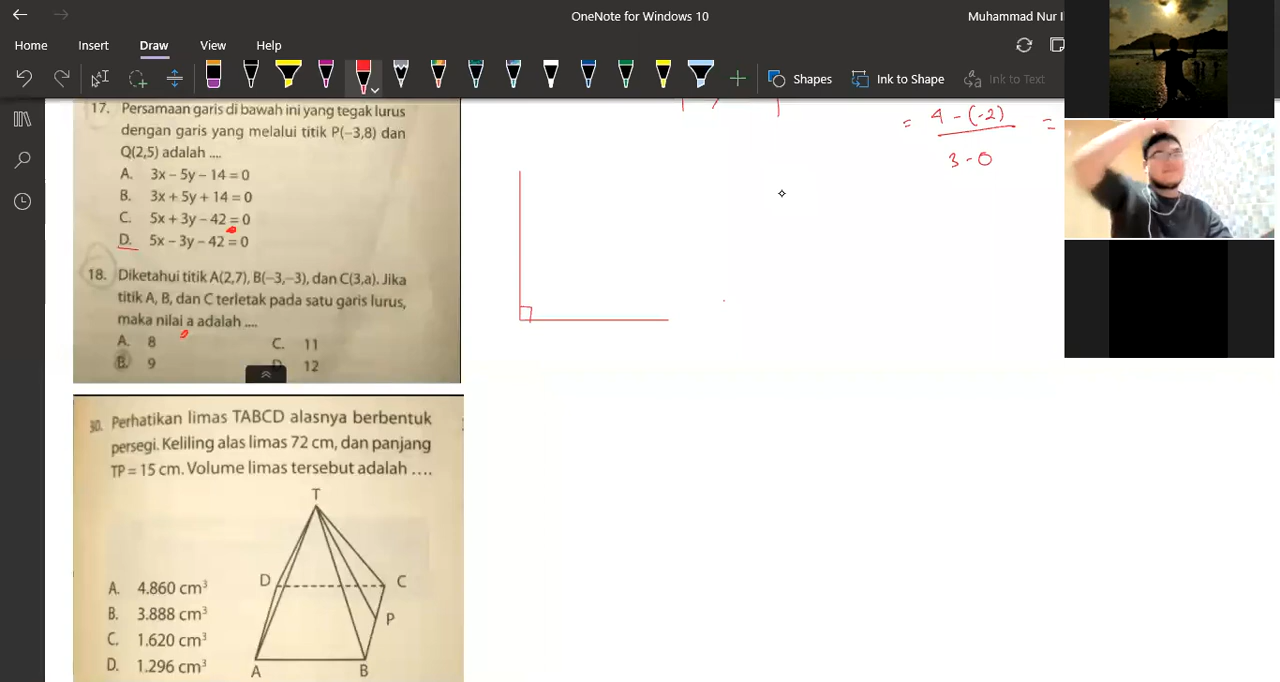 OneNote for Windows 10
Muhammad Nur I
Home Insert Draw View Help
Shapes
Ink to Shape
Ink to Text
17. Persamaan garis di bawah ini yang tegak lurus
dengan garis yang melalui titik P(−3,8) dan
Q(2,5) adalah ....
A. 3x − 5y − 14 = 0
B. 3x + 5y + 14 = 0
C. 5x + 3y − 42 = 0
D. 5x − 3y − 42 = 0
18. Diketahui titik A(2,7), B(−3,−3), dan C(3,a). Jika
titik A, B, dan C terletak pada satu garis lurus,
maka nilai a adalah ....
A. 8 C. 11
B. 9 D. 12
= 4 - (-2) =
3 - 0
30. Perhatikan limas TABCD alasnya berbentuk
persegi. Keliling alas limas 72 cm, dan panjang
TP = 15 cm. Volume limas tersebut adalah ....
T
D C
P
A B
A. 4.860 cm³
B. 3.888 cm³
C. 1.620 cm³
D. 1.296 cm³